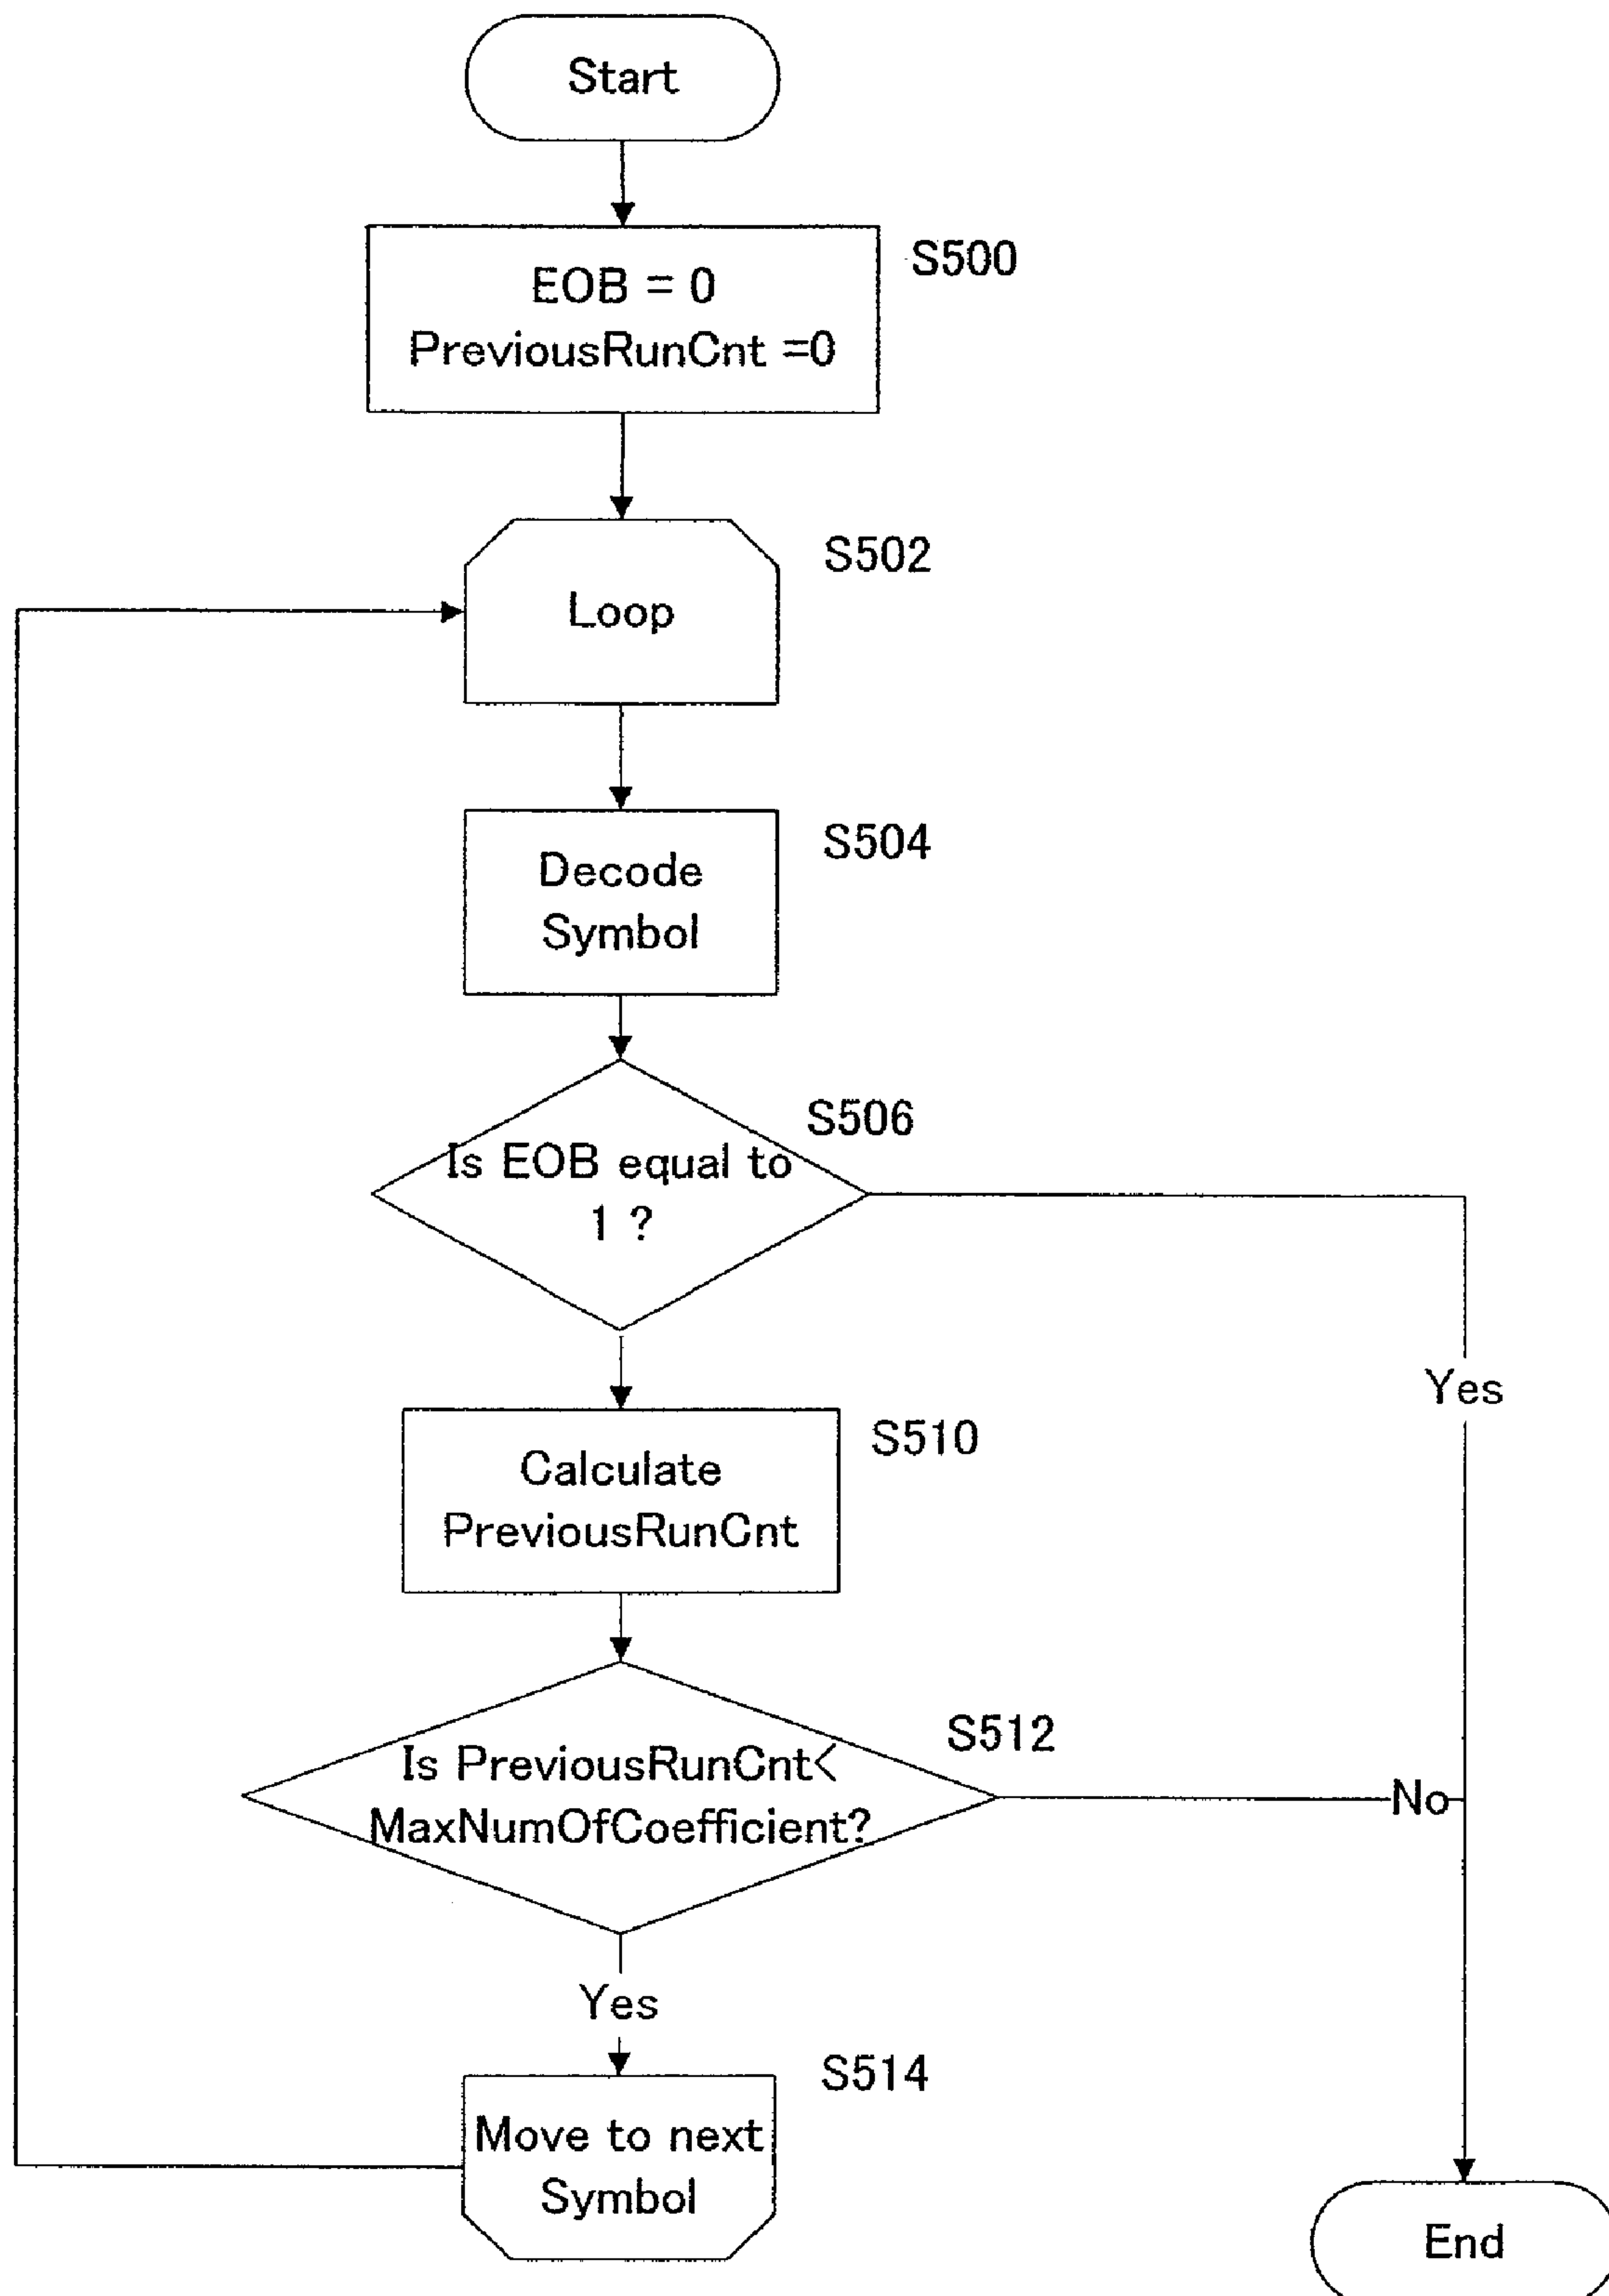 Start
S500
EOB = 0
PreviousRunCnt =0
S502
Loop
S504
Decode
Symbol
S506
Is EOB equal to
1 ?
Yes
S510
Calculate
PreviousRunCnt
S512
Is PreviousRunCnt<
MaxNumOfCoefficient?
No
Yes
S514
Move to next
Symbol
End